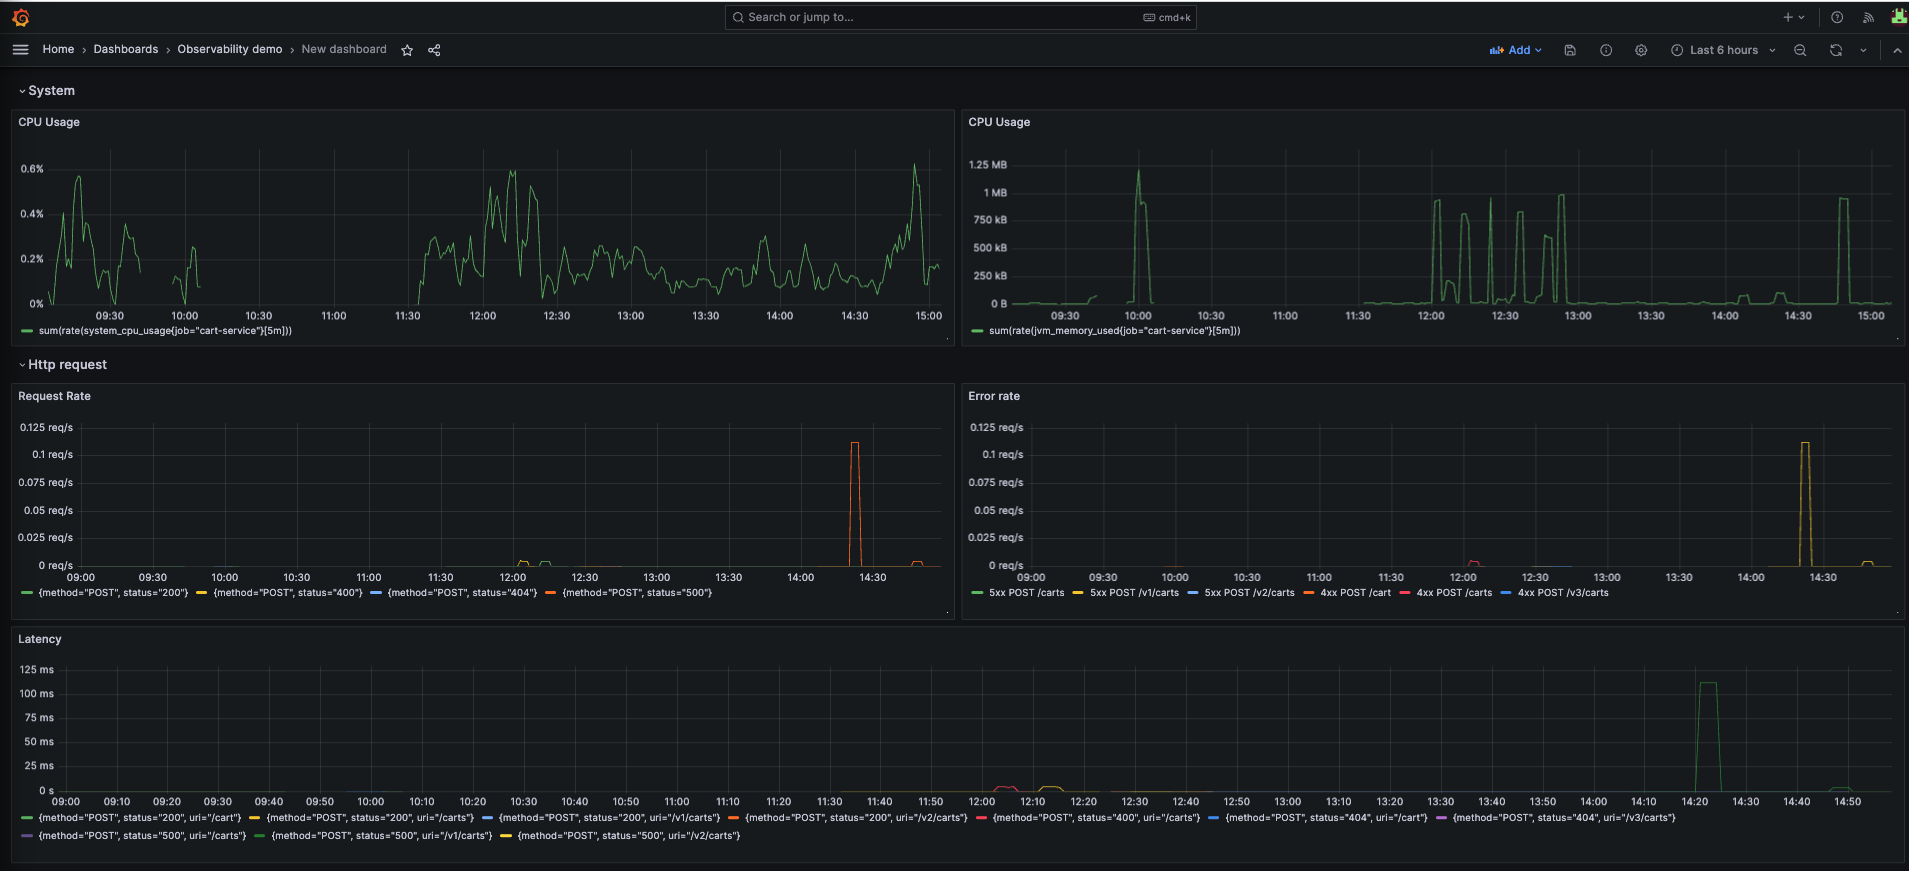 Search or jump to...
cmd+k
Home › Dashboards › Observability demo › New dashboard
Add
Last 6 hours
System
CPU Usage
0.6%
0.4%
0.2%
0%
09:30 10:00 10:30 11:00 11:30 12:00 12:30 13:00 13:30 14:00 14:30 15:00
sum(rate(system_cpu_usage{job="cart-service"}[5m]))
CPU Usage
1.25 MB
1 MB
750 kB
500 kB
250 kB
0 B
09:30 10:00 10:30 11:00 11:30 12:00 12:30 13:00 13:30 14:00 14:30 15:00
sum(rate(jvm_memory_used{job="cart-service"}[5m]))
Http request
Request Rate
0.125 req/s
0.1 req/s
0.075 req/s
0.05 req/s
0.025 req/s
0 req/s
09:00 09:30 10:00 10:30 11:00 11:30 12:00 12:30 13:00 13:30 14:00 14:30
{method="POST", status="200"} {method="POST", status="400"} {method="POST", status="404"} {method="POST", status="500"}
Error rate
0.125 req/s
0.1 req/s
0.075 req/s
0.05 req/s
0.025 req/s
0 req/s
09:00 09:30 10:00 10:30 11:00 11:30 12:00 12:30 13:00 13:30 14:00 14:30
5xx POST /carts 5xx POST /v1/carts 5xx POST /v2/carts 4xx POST /cart 4xx POST /carts 4xx POST /v3/carts
Latency
125 ms
100 ms
75 ms
50 ms
25 ms
0 s
09:00 09:10 09:20 09:30 09:40 09:50 10:00 10:10 10:20 10:30 10:40 10:50 11:00 11:10 11:20 11:30 11:40 11:50 12:00 12:10 12:20 12:30 12:40 12:50 13:00 13:10 13:20 13:30 13:40 13:50 14:00 14:10 14:20 14:30 14:40 14:50
{method="POST", status="200", uri="/cart"} {method="POST", status="200", uri="/carts"} {method="POST", status="200", uri="/v1/carts"} {method="POST", status="200", uri="/v2/carts"} {method="POST", status="400", uri="/carts"} {method="POST", status="404", uri="/cart"} {method="POST", status="404", uri="/v3/carts"}
{method="POST", status="500", uri="/carts"} {method="POST", status="500", uri="/v1/carts"} {method="POST", status="500", uri="/v2/carts"}